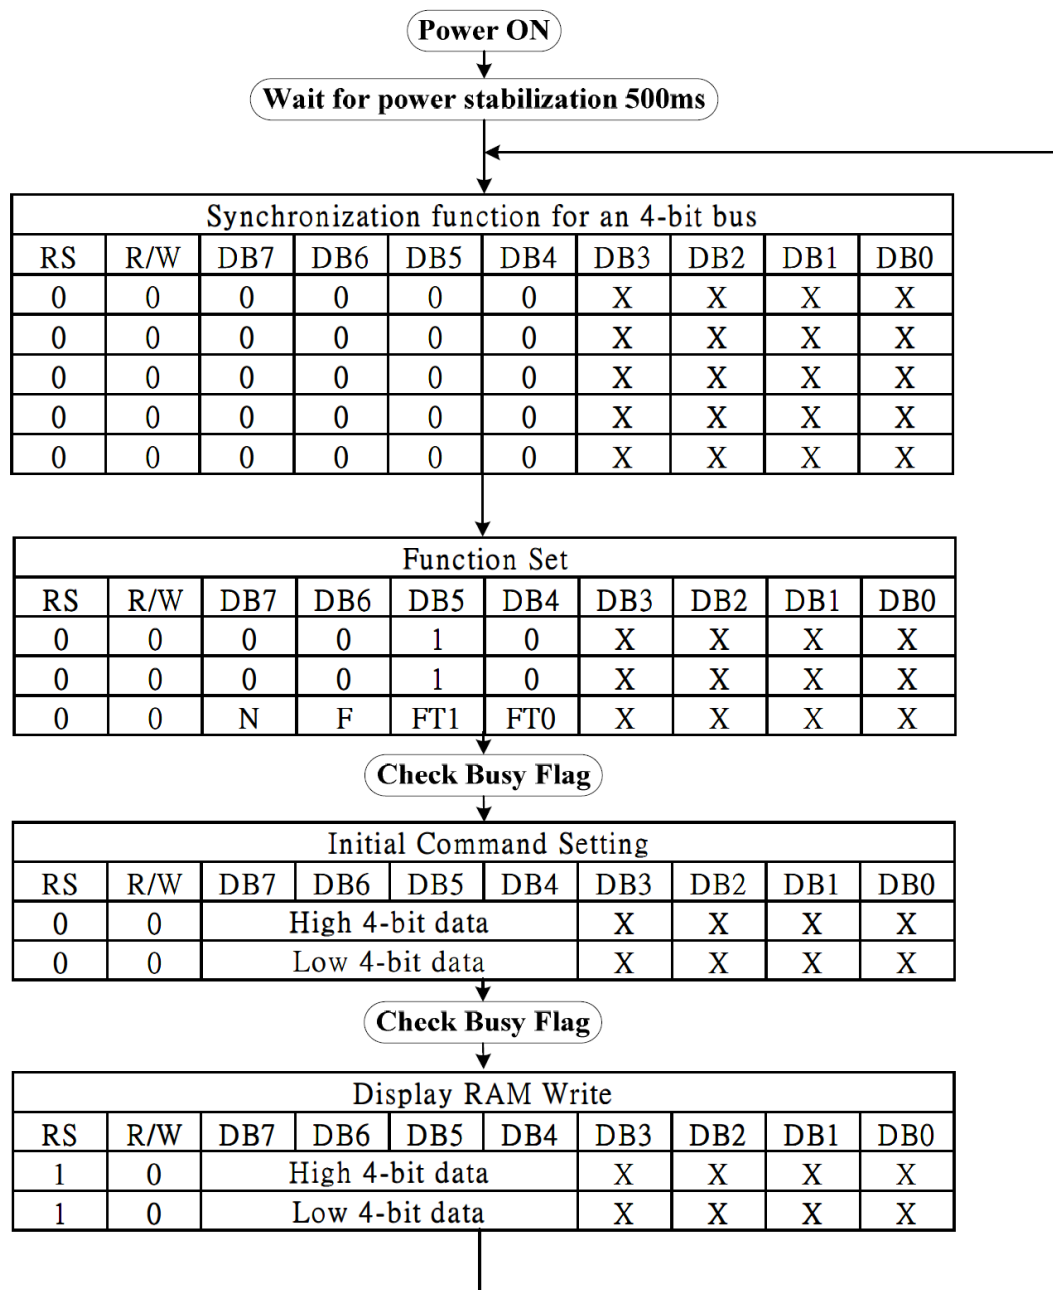 Power ON
Wait for power stabilization 500ms
Synchronization function for an 4-bit bus
RS R/W DB7 DB6 DB5 DB4 DB3 DB2 DB1 DB0
0 0 0 0 0 0 X X X X
0 0 0 0 0 0 X X X X
0 0 0 0 0 0 X X X X
0 0 0 0 0 0 X X X X
0 0 0 0 0 0 X X X X
Function Set
RS R/W DB7 DB6 DB5 DB4 DB3 DB2 DB1 DB0
0 0 0 0 1 0 X X X X
0 0 0 0 1 0 X X X X
0 0 N F FT1 FT0 X X X X
Check Busy Flag
Initial Command Setting
RS R/W DB7 DB6 DB5 DB4 DB3 DB2 DB1 DB0
0 0 High 4-bit data X X X X
0 0 Low 4-bit data X X X X
Check Busy Flag
Display RAM Write
RS R/W DB7 DB6 DB5 DB4 DB3 DB2 DB1 DB0
1 0 High 4-bit data X X X X
1 0 Low 4-bit data X X X X